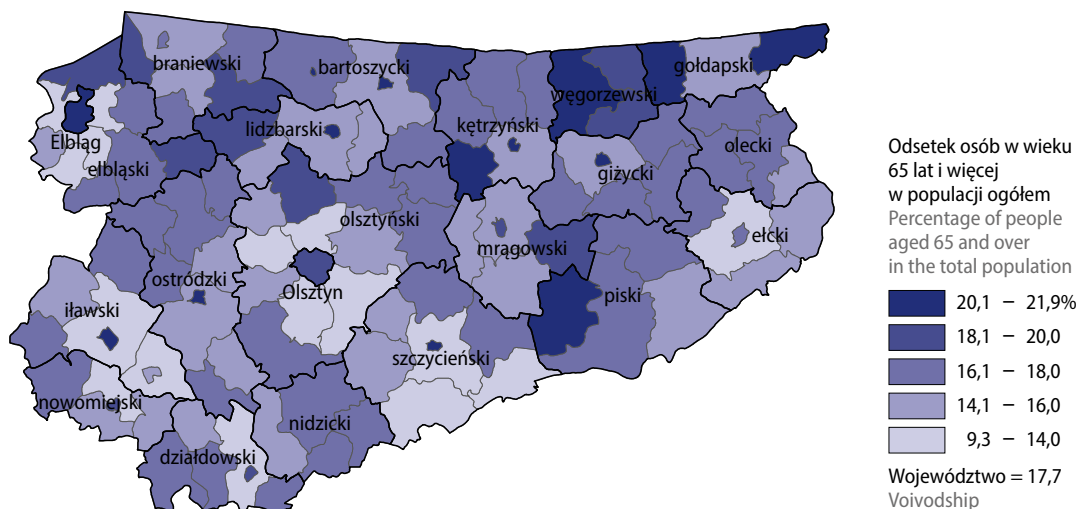 braniewski
bartoszycki
gołdapski
węgorzewski
Elbląg
lidzbarski
kętrzyński
olecki
elbląski
giżycki
olsztyński
mrągowski
ełcki
ostródzki
Olsztyn
piski
iławski
szczycieński
nowomiejski
nidzicki
działdowski
Odsetek osób w wieku
65 lat i więcej
w populacji ogółem
Percentage of people
aged 65 and over
in the total population
20,1 – 21,9%
18,1 – 20,0
16,1 – 18,0
14,1 – 16,0
9,3 – 14,0
Województwo = 17,7
Voivodship